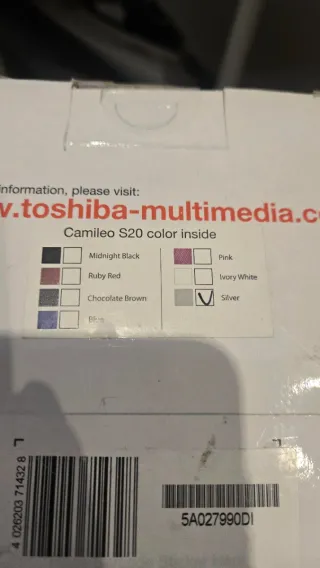 information, please visit:
w.toshiba-multimedia.c
Camileo S20 color inside
Midnight Black
Ruby Red
Chocolate Brown
Blue
Pink
Ivory White
Silver
4 026203 71432 8
5A027990DI